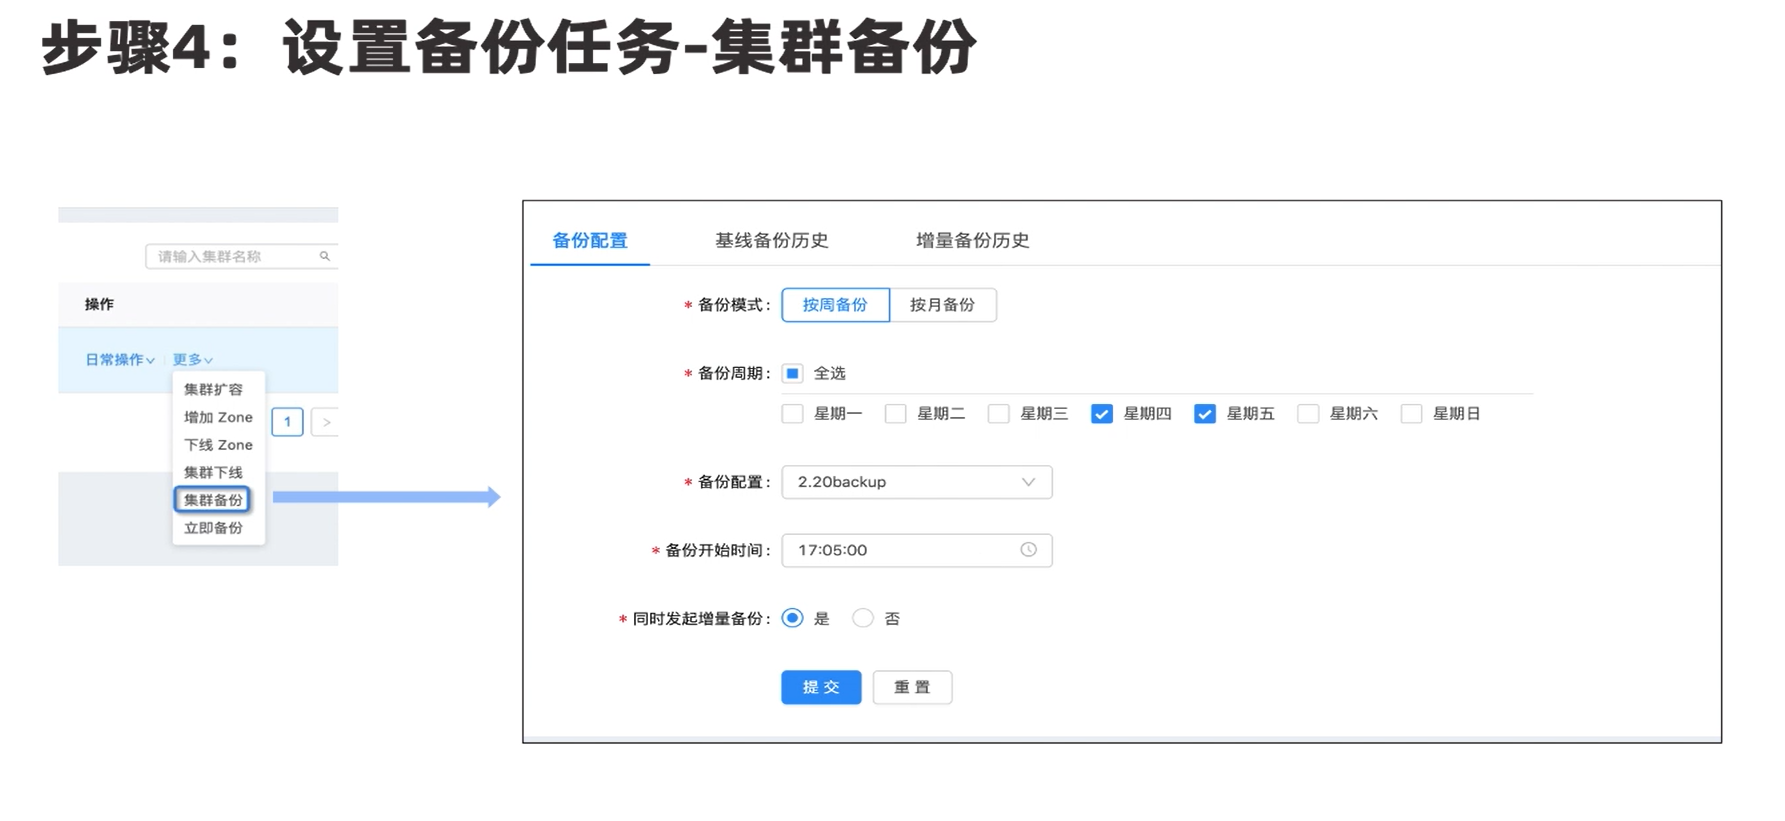 步骤4：设置备份任务-集群备份
请输入集群名称
操作
日常操作 更多
集群扩容
增加 Zone
下线 Zone
集群下线
集群备份
立即备份
1 >
备份配置 基线备份历史 增量备份历史
* 备份模式： 按周备份 按月备份
* 备份周期： 全选
星期一 星期二 星期三 星期四 星期五 星期六 星期日
* 备份配置： 2.20backup
* 备份开始时间： 17:05:00
* 同时发起增量备份： 是 否
提交 重置